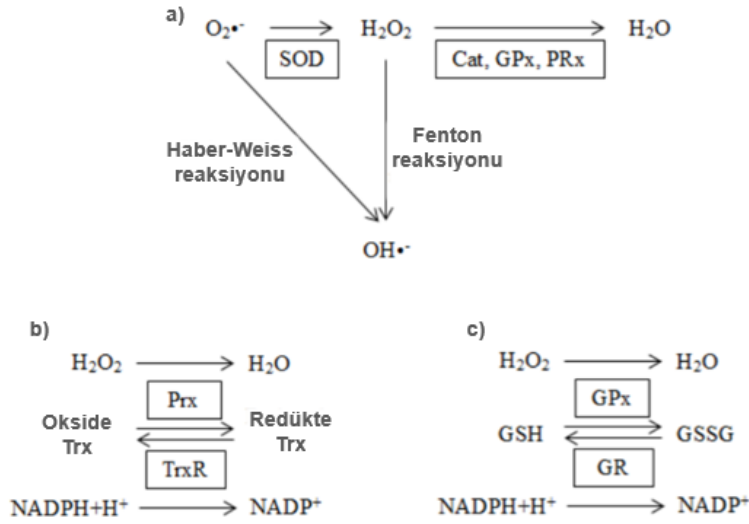 a)
O₂•⁻ H₂O₂ H₂O
SOD Cat, GPx, PRx
Haber-Weiss
reaksiyonu
Fenton
reaksiyonu
OH•⁻
b)
H₂O₂ H₂O
Prx
Okside
Trx
Redükte
Trx
TrxR
NADPH+H⁺ NADP⁺
c)
H₂O₂ H₂O
GPx
GSH GSSG
GR
NADPH+H⁺ NADP⁺